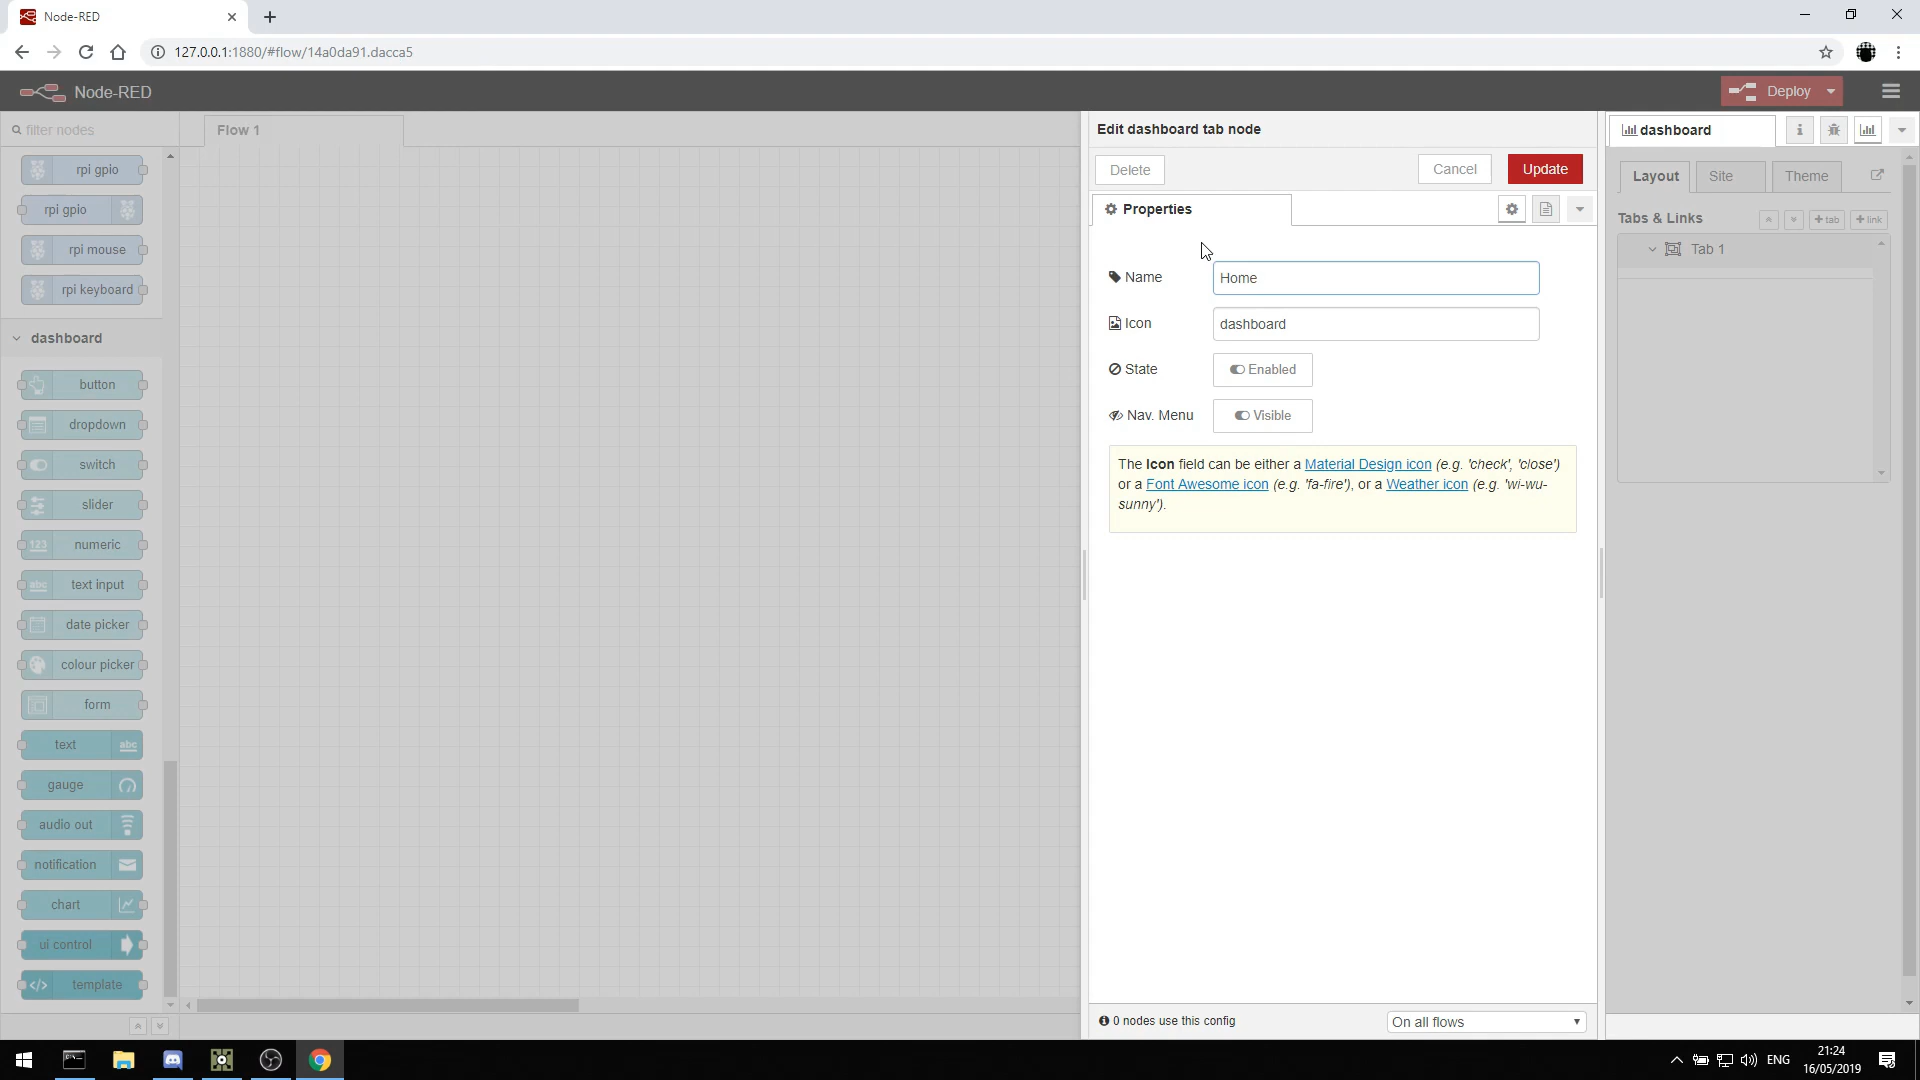 Node-RED
127.0.0.1:1880/#flow/14a0da91.dacca5
Node-RED
Deploy
filter nodes
Flow 1
Edit dashboard tab node
dashboard
Delete
Cancel
Update
Layout
Site
Theme
Properties
Tabs & Links
+ tab
+ link
Tab 1
rpi gpio
rpi gpio
rpi mouse
rpi keyboard
dashboard
button
dropdown
switch
slider
123 numeric
abc text input
date picker
colour picker
form
text abc
gauge
audio out
notification
chart
ui control
</> template
Name
Home
Icon
dashboard
State
Enabled
Nav. Menu
Visible
The Icon field can be either a Material Design icon (e.g. 'check', 'close')
or a Font Awesome icon (e.g. 'fa-fire'), or a Weather icon (e.g. 'wi-wu-
sunny').
0 nodes use this config
On all flows
ENG
21:24
16/05/2019